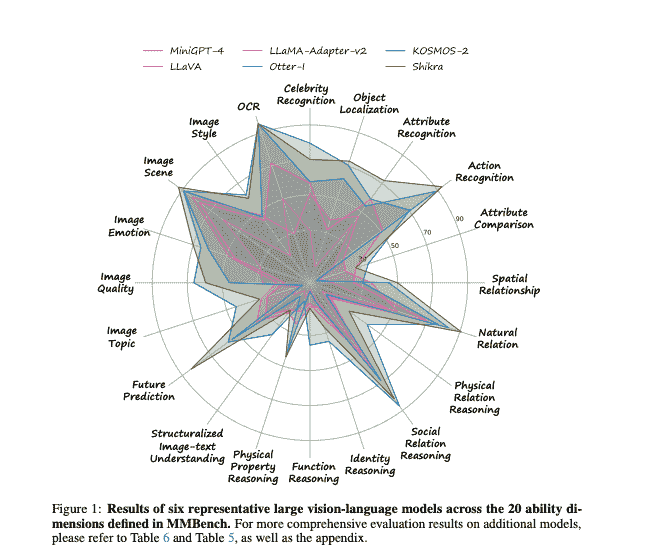 MiniGPT-4 LLaMA-Adapter-v2 KOSMOS-2
LLaVA Otter-I Shikra
Celebrity
Recognition
Object
Localization
Attribute
Recognition
Action
Recognition
Attribute
Comparison
Spatial
Relationship
Natural
Relation
Physical
Relation
Reasoning
Social
Relation
Reasoning
Identity
Reasoning
Function
Reasoning
Physical
Property
Reasoning
Structuralized
Image-text
Understanding
Future
Prediction
Image
Topic
Image
Quality
Image
Emotion
Image
Scene
Image
Style
OCR
90
70
50
Figure 1: Results of six representative large vision-language models across the 20 ability di-
mensions defined in MMBench. For more comprehensive evaluation results on additional models,
please refer to Table 6 and Table 5, as well as the appendix.